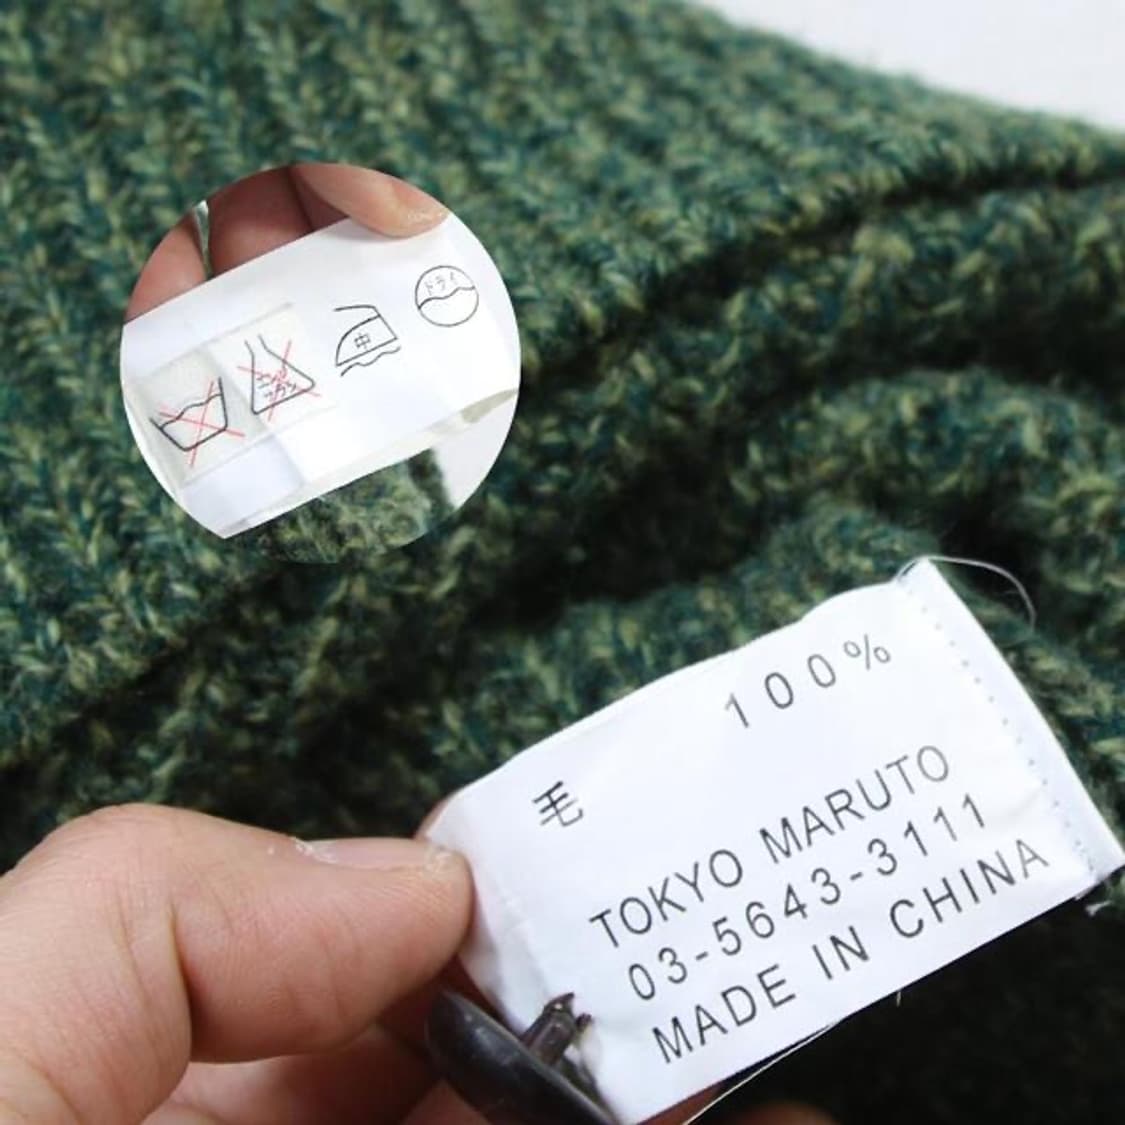 ドライ
中
毛 100%
TOKYO MARUTO
03-5643-3111
MADE IN CHINA